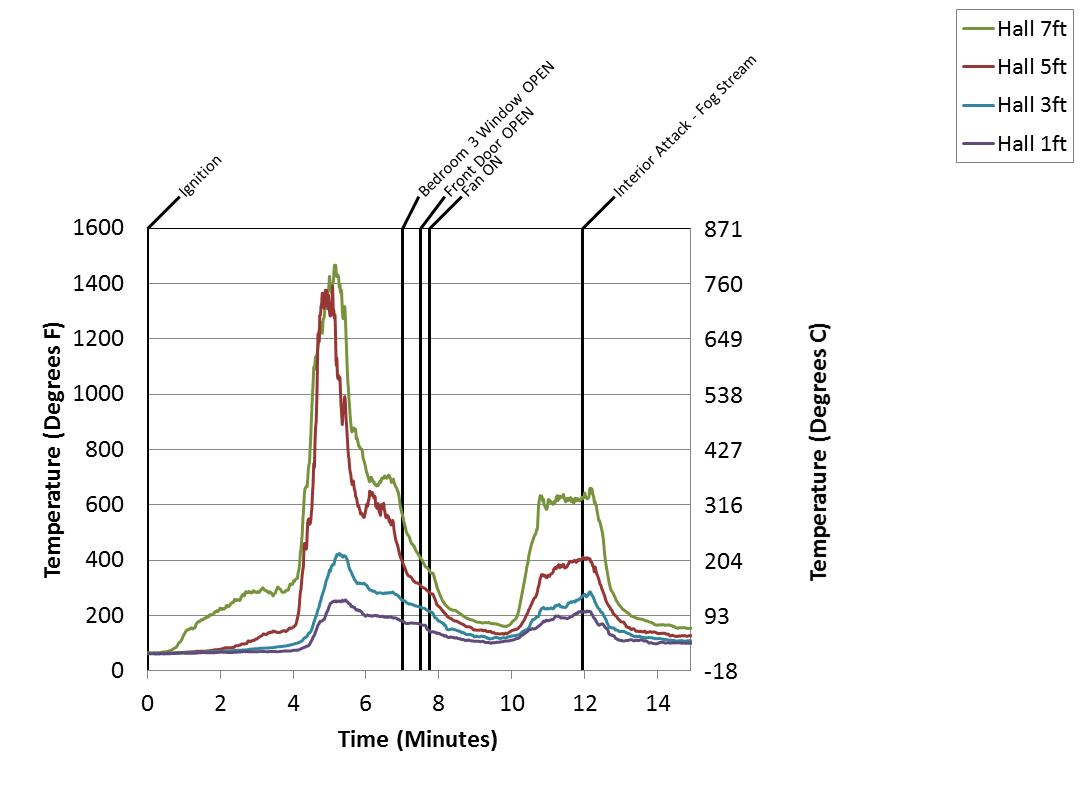 Hall 7ft
Hall 5ft
Hall 3ft
Hall 1ft
Ignition
Bedroom 3 Window OPEN
Front Door OPEN
Fan ON
Interior Attack - Fog Stream
1600
1400
1200
1000
800
600
400
200
0
871
760
649
538
427
316
204
93
-18
Temperature (Degrees F)
Temperature (Degrees C)
0 2 4 6 8 10 12 14
Time (Minutes)